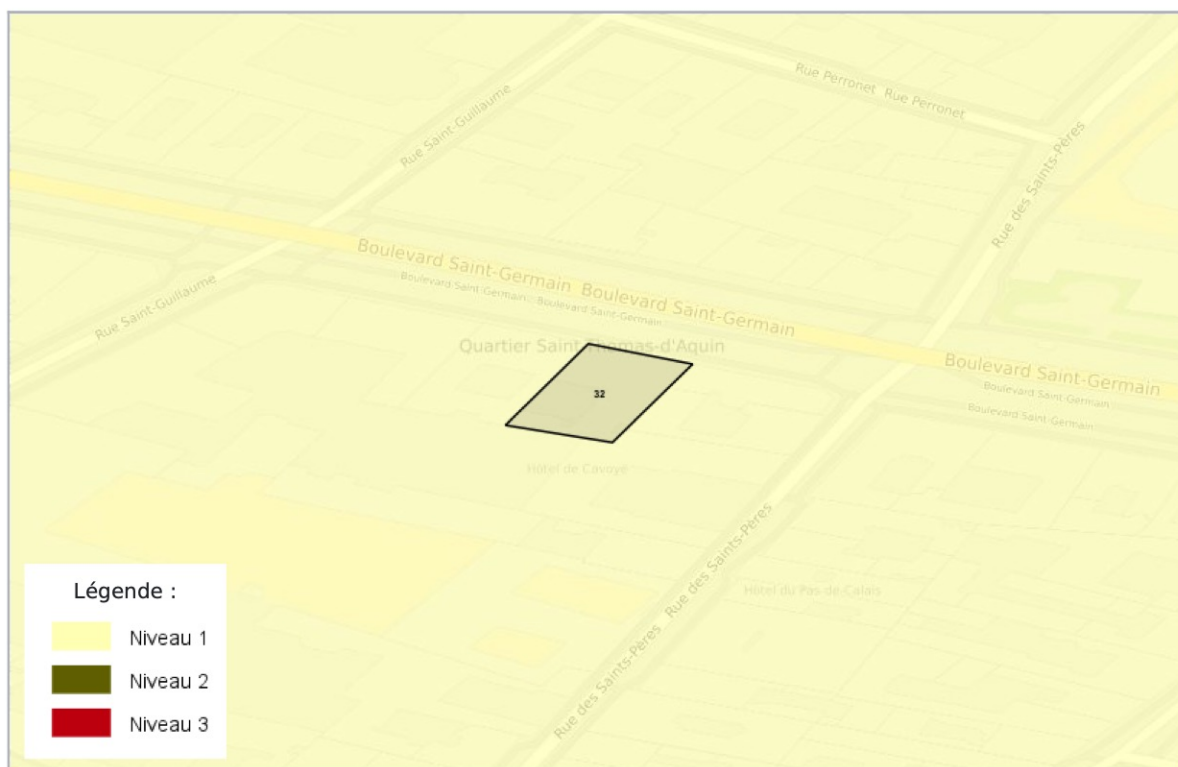 Rue Perronet Rue Perronet
Rue Saint-Guillaume
Rue des Saints-Pères
Boulevard Saint-Germain Boulevard Saint-Germain
Boulevard Saint-Germain Boulevard Saint-Germain
Rue Saint-Guillaume
Quartier Saint-Thomas-d'Aquin
Boulevard Saint-Germain
Boulevard Saint-Germain
Boulevard Saint-Germain
32
Hôtel de Cavoye
Rue des Saints-Pères Rue des Saints-Pères
Hôtel du Pas-de-Calais
Légende :
Niveau 1
Niveau 2
Niveau 3